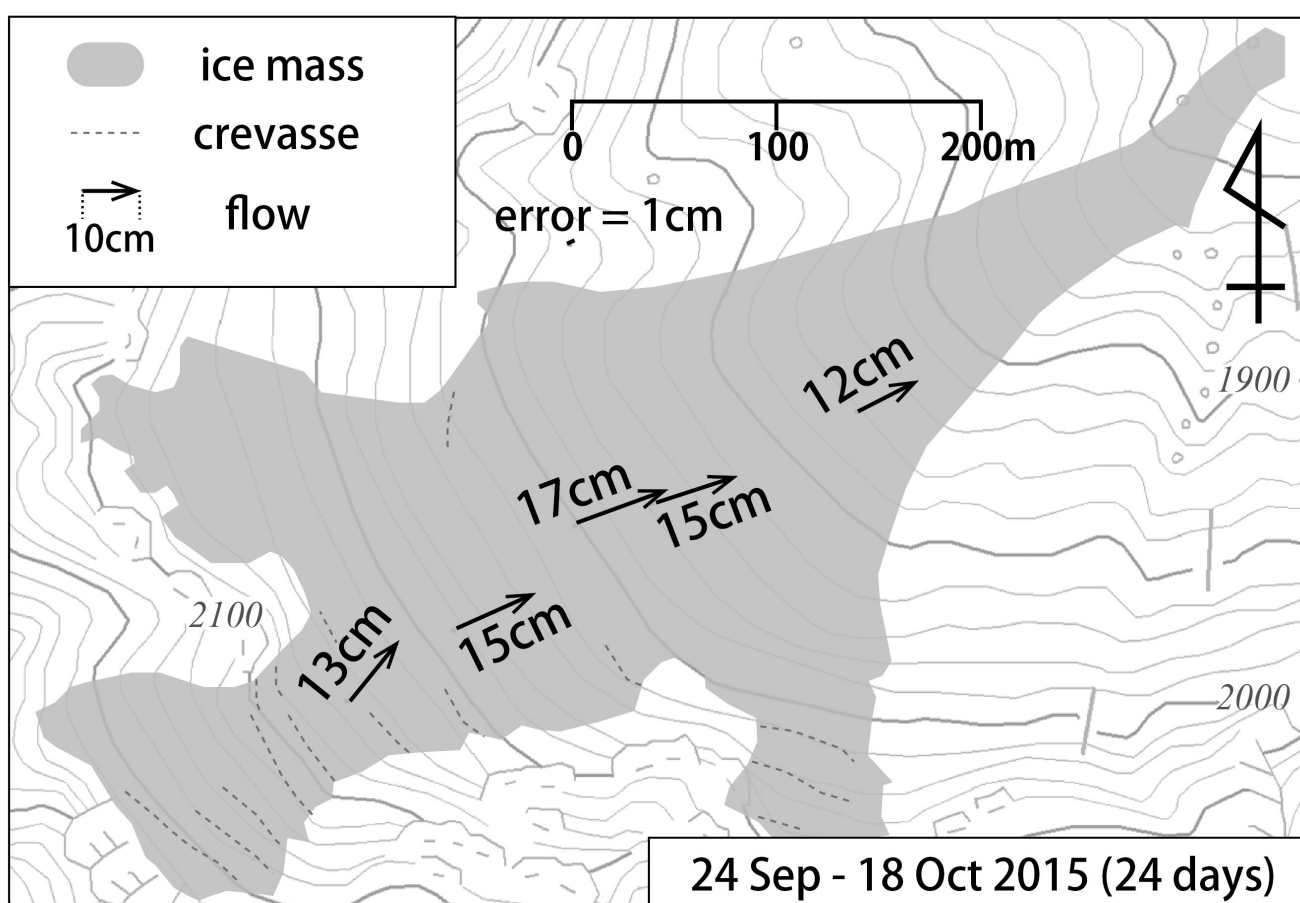 ice mass
crevasse
flow
10cm
0
100
200m
error = 1cm
12cm
1900
17cm
15cm
2100
13cm
15cm
2000
24 Sep - 18 Oct 2015 (24 days)